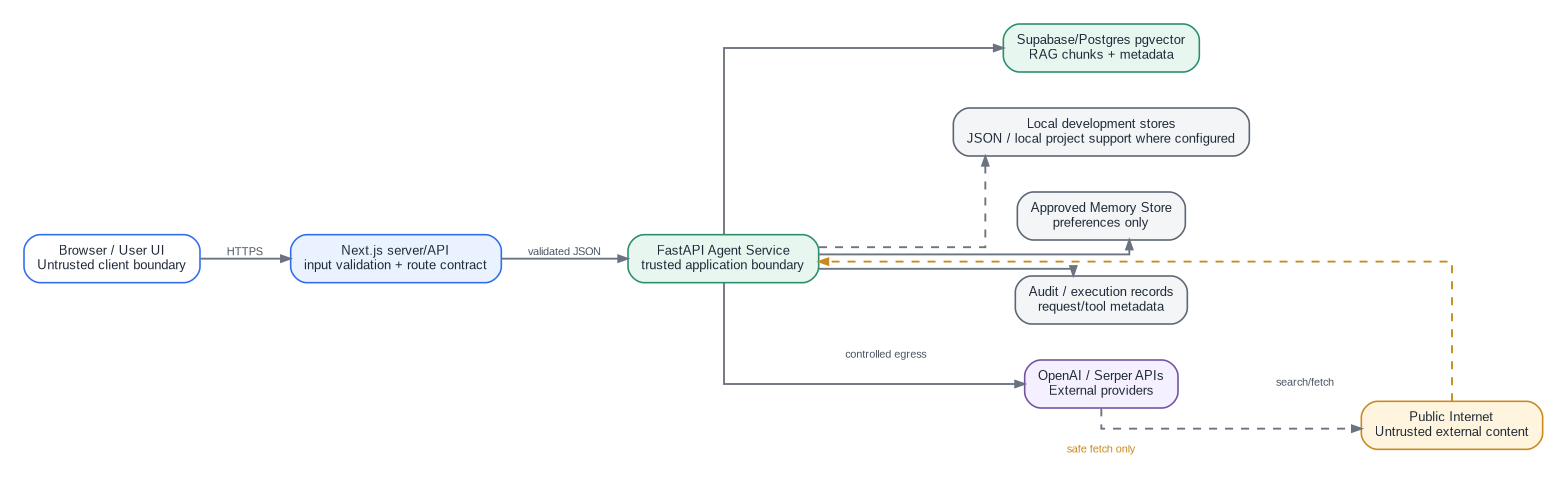 Supabase/Postgres pgvector
RAG chunks + metadata
Local development stores
JSON / local project support where configured
Approved Memory Store
preferences only
Browser / User UI
Untrusted client boundary
HTTPS
Next.js server/API
input validation + route contract
validated JSON
FastAPI Agent Service
trusted application boundary
Audit / execution records
request/tool metadata
controlled egress
OpenAI / Serper APIs
External providers
search/fetch
Public Internet
Untrusted external content
safe fetch only